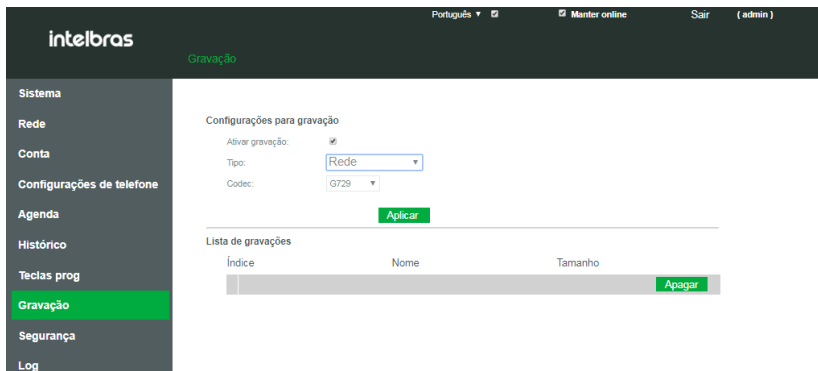 Português ▼ Manter online Sair ( admin )
intelbras
Gravação
Sistema
Rede
Conta
Configurações de telefone
Agenda
Histórico
Teclas prog
Gravação
Segurança
Log
Configurações para gravação
Ativar gravação:
Tipo: Rede ▼
Codec: G729 ▼
Aplicar
Lista de gravações
Índice Nome Tamanho
Apagar